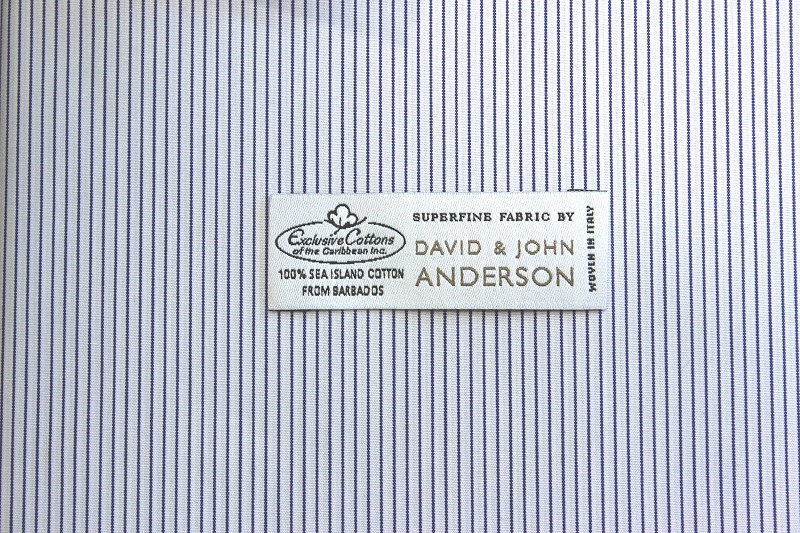 Exclusive Cottons
of the Caribbean Inc.
100% SEA ISLAND COTTON
FROM BARBADOS
SUPERFINE FABRIC BY
DAVID & JOHN
ANDERSON
WOVEN IN ITALY